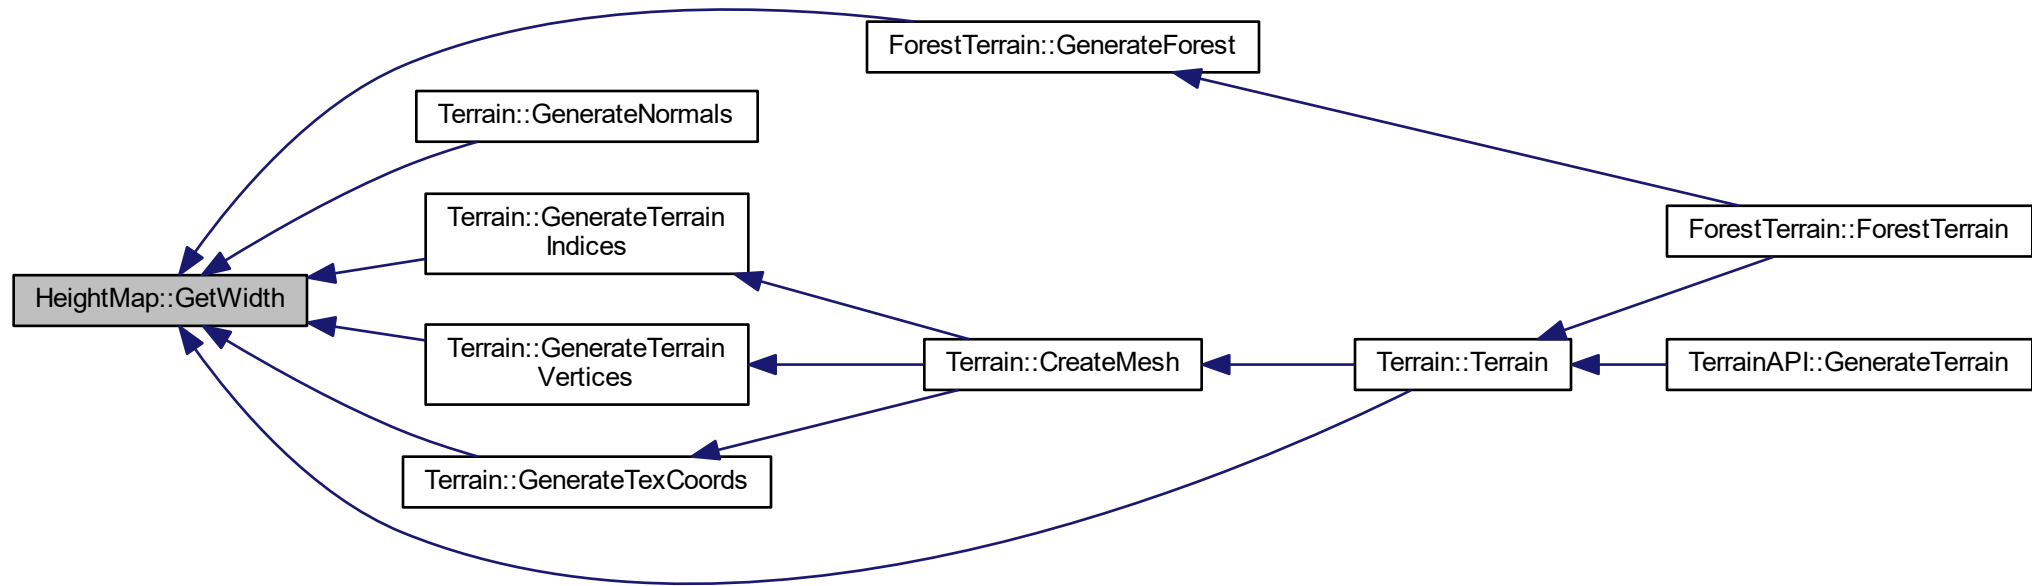 ForestTerrain::GenerateForest
Terrain::GenerateNormals
Terrain::GenerateTerrain
Indices
ForestTerrain::ForestTerrain
HeightMap::GetWidth
Terrain::GenerateTerrain
Vertices
Terrain::CreateMesh
Terrain::Terrain
TerrainAPI::GenerateTerrain
Terrain::GenerateTexCoords